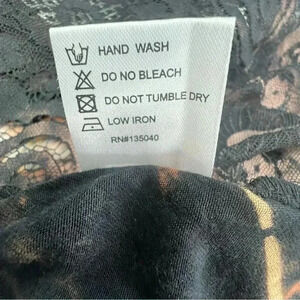 HAND WASH
DO NO BLEACH
DO NOT TUMBLE DRY
LOW IRON
RN#135040